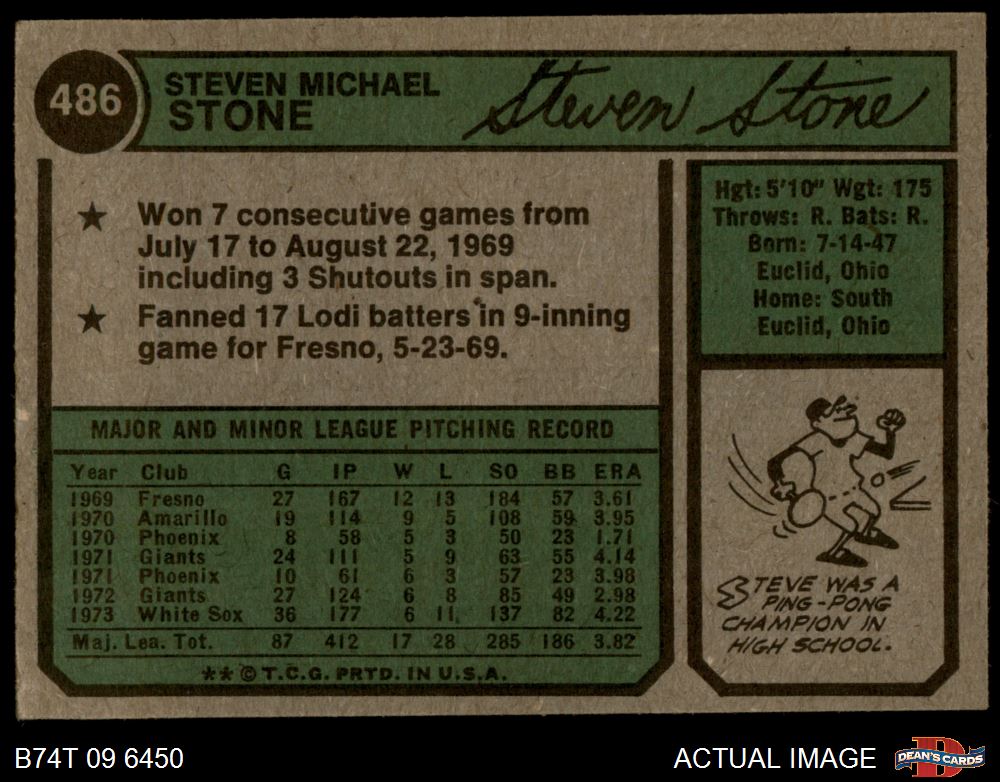 486
STEVEN MICHAEL
STONE
Steven Stone
★ Won 7 consecutive games from
July 17 to August 22, 1969
including 3 Shutouts in span.
★ Fanned 17 Lodi batters in 9-inning
game for Fresno, 5-23-69.
Hgt: 5'10" Wgt: 175
Throws: R. Bats: R.
Born: 7-14-47
Euclid, Ohio
Home: South
Euclid, Ohio
MAJOR AND MINOR LEAGUE PITCHING RECORD
Year Club G IP W L SO BB ERA
1969 Fresno 27 167 12 13 184 57 3.61
1970 Amarillo 19 114 9 5 108 59 3.95
1970 Phoenix 8 58 5 3 50 23 1.71
1971 Giants 24 111 5 9 63 55 4.14
1971 Phoenix 10 61 6 3 57 23 3.98
1972 Giants 27 124 6 8 85 49 2.98
1973 White Sox 36 177 6 11 137 82 4.22
Maj. Lea. Tot. 87 412 17 28 285 186 3.82
** © T.C.G. PRTD. IN U.S.A.
STEVE WAS A
PING-PONG
CHAMPION IN
HIGH SCHOOL.
B74T 09 6450
ACTUAL IMAGE
D
DEAN'S CARDS